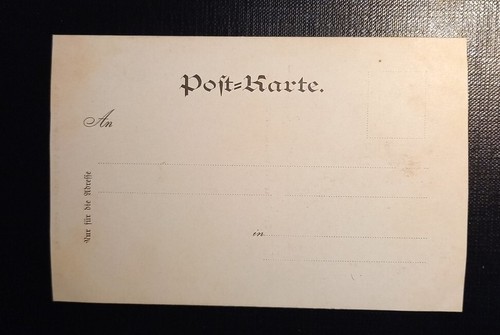 Post-Karte.
An
in
Nur für die Adresse